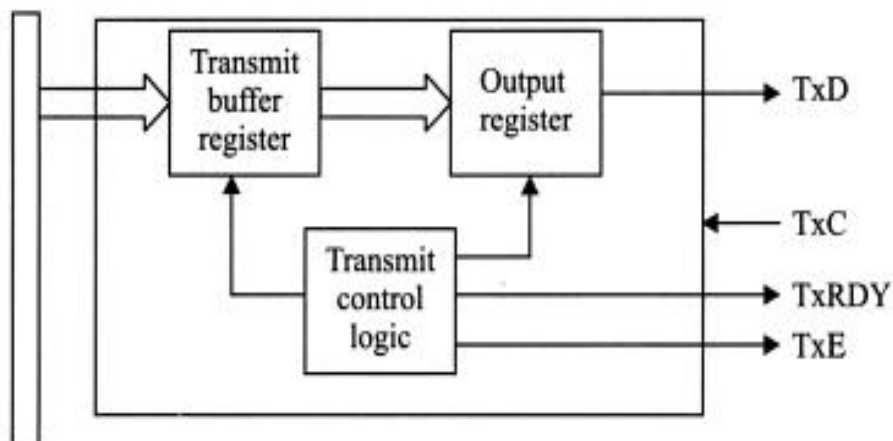 Transmit
buffer
register
Output
register
TxD
TxC
Transmit
control
logic
TxRDY
TxE